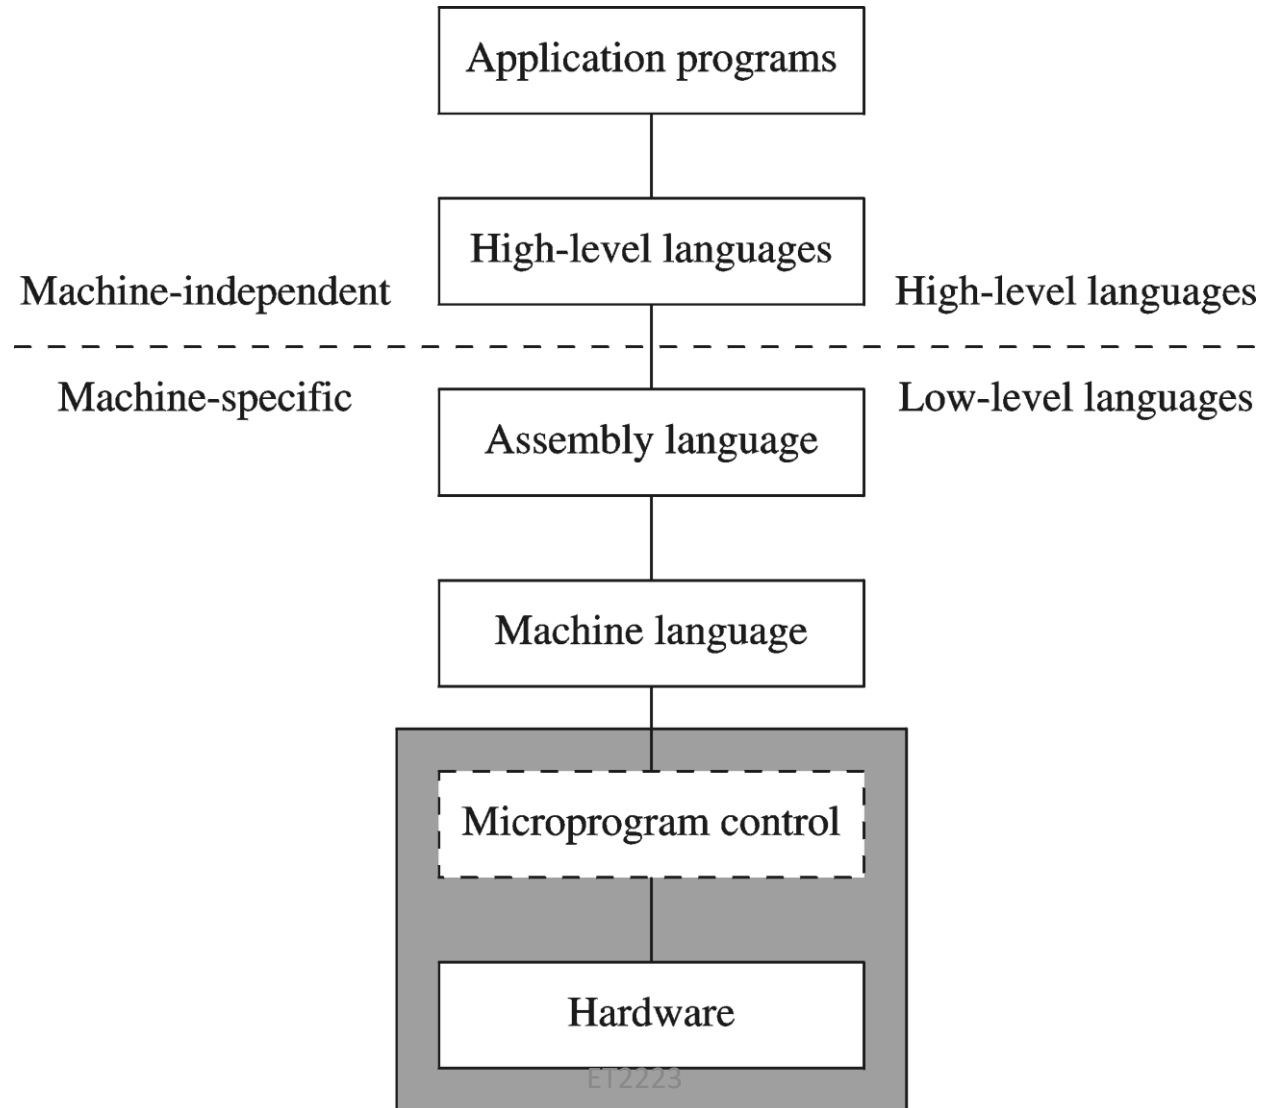 Application programs
High-level languages
Machine-independent
High-level languages
Machine-specific
Low-level languages
Assembly language
Machine language
Microprogram control
Hardware
ET2223